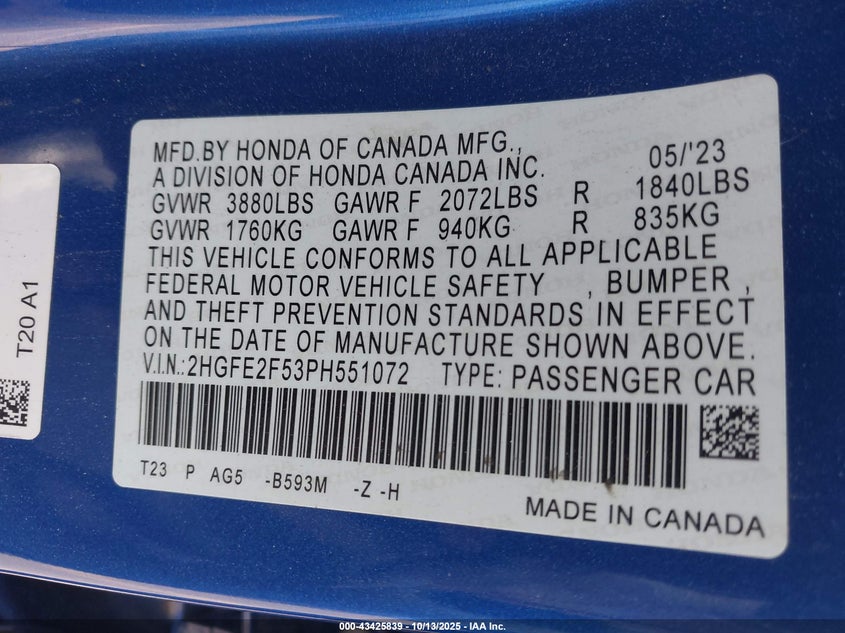 MFD.BY HONDA OF CANADA MFG., 05/'23
A DIVISION OF HONDA CANADA INC.
GVWR 3880LBS GAWR F 2072LBS R 1840LBS
GVWR 1760KG GAWR F 940KG R 835KG
THIS VEHICLE CONFORMS TO ALL APPLICABLE
FEDERAL MOTOR VEHICLE SAFETY , BUMPER ,
AND THEFT PREVENTION STANDARDS IN EFFECT
ON THE DATE OF MANUFACTURE SHOWN ABOVE.
V.I.N.:2HGFE2F53PH551072 TYPE: PASSENGER CAR
T23 P AG5 -B593M -Z -H
MADE IN CANADA
T20 A1
000-43425839 - 10/13/2025 - IAA Inc.